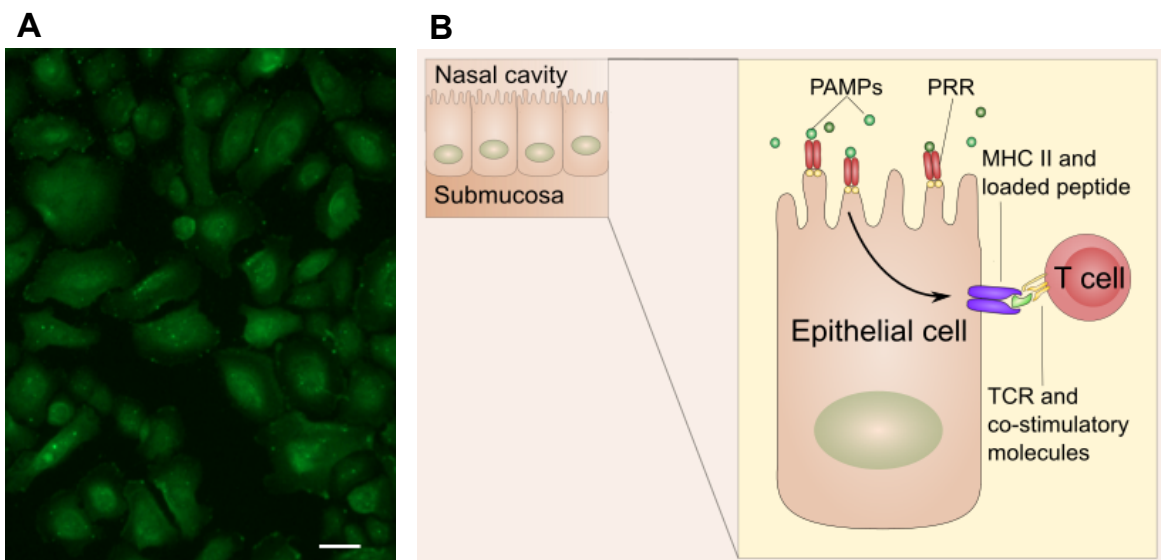 A
B
Nasal cavity
Submucosa
PAMPs
PRR
MHC II and
loaded peptide
T cell
Epithelial cell
TCR and
co-stimulatory
molecules